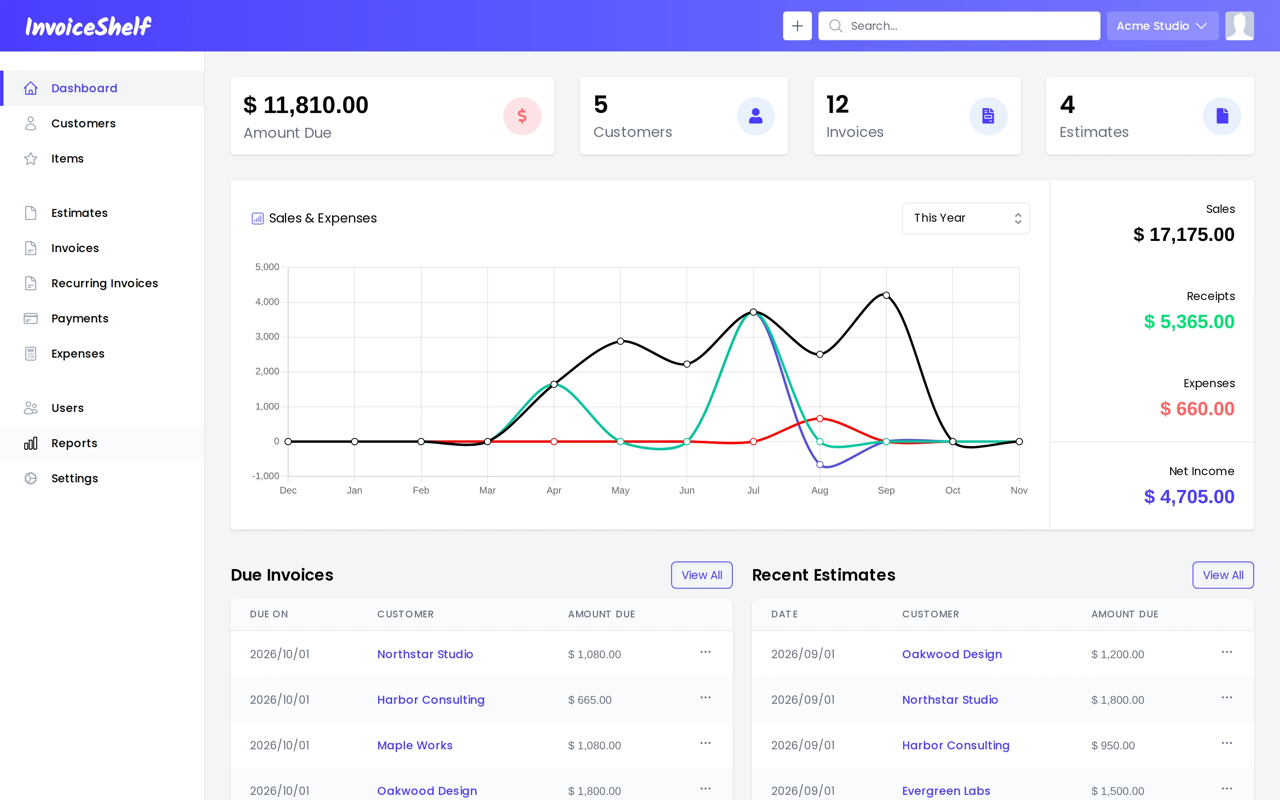 InvoiceShelf
Search...
Acme Studio
Dashboard
Customers
Items
Estimates
Invoices
Recurring Invoices
Payments
Expenses
Users
Reports
Settings
$ 11,810.00
Amount Due
$
5
Customers
12
Invoices
4
Estimates
Sales & Expenses
This Year
5,000
4,000
3,000
2,000
1,000
0
-1,000
Dec Jan Feb Mar Apr May Jun Jul Aug Sep Oct Nov
Sales
$ 17,175.00
Receipts
$ 5,365.00
Expenses
$ 660.00
Net Income
$ 4,705.00
Due Invoices
View All
DUE ON CUSTOMER AMOUNT DUE
2026/10/01 Northstar Studio $ 1,080.00 ...
2026/10/01 Harbor Consulting $ 665.00 ...
2026/10/01 Maple Works $ 1,080.00 ...
2026/10/01 Oakwood Design $ 1,800.00 ...
Recent Estimates
View All
DATE CUSTOMER AMOUNT DUE
2026/09/01 Oakwood Design $ 1,200.00 ...
2026/09/01 Northstar Studio $ 1,800.00 ...
2026/09/01 Harbor Consulting $ 950.00 ...
2026/09/01 Evergreen Labs $ 1,500.00 ...